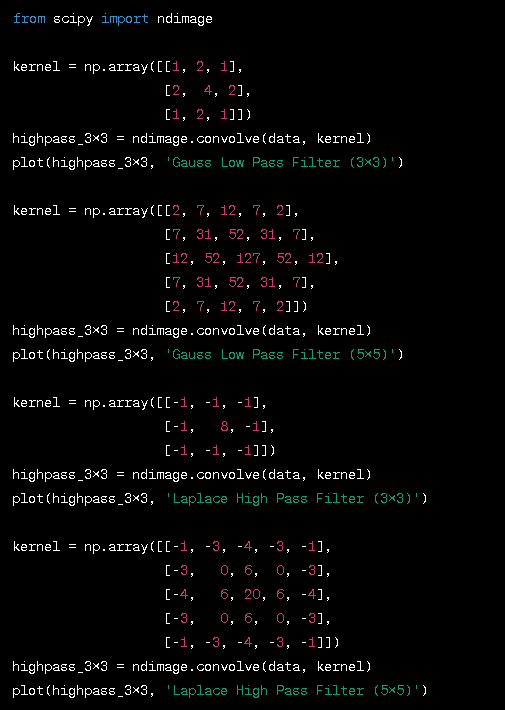 from scipy import ndimage
kernel = np.array([[1, 2, 1],
[2, 4, 2],
[1, 2, 1]])
highpass_3x3 = ndimage.convolve(data, kernel)
plot(highpass_3x3, 'Gauss Low Pass Filter (3x3)')
kernel = np.array([[2, 7, 12, 7, 2],
[7, 31, 52, 31, 7],
[12, 52, 127, 52, 12],
[7, 31, 52, 31, 7],
[2, 7, 12, 7, 2]])
highpass_3x3 = ndimage.convolve(data, kernel)
plot(highpass_3x3, 'Gauss Low Pass Filter (5x5)')
kernel = np.array([[-1, -1, -1],
[-1, 8, -1],
[-1, -1, -1]])
highpass_3x3 = ndimage.convolve(data, kernel)
plot(highpass_3x3, 'Laplace High Pass Filter (3x3)')
kernel = np.array([[-1, -3, -4, -3, -1],
[-3, 0, 6, 0, -3],
[-4, 6, 20, 6, -4],
[-3, 0, 6, 0, -3],
[-1, -3, -4, -3, -1]])
highpass_3x3 = ndimage.convolve(data, kernel)
plot(highpass_3x3, 'Laplace High Pass Filter (5x5)')